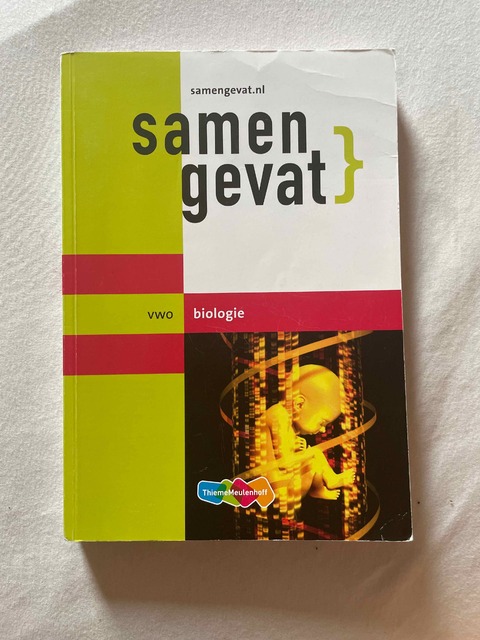 samengevat.nl
samen
gevat}
vwo biologie
ThiemeMeulenhoff